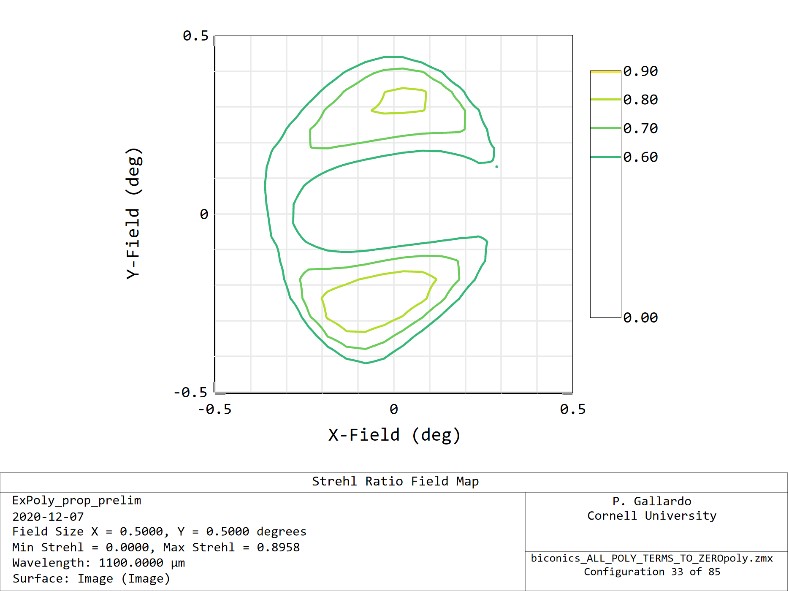 0.5
0
-0.5
-0.5
0
0.5
Y-Field (deg)
X-Field (deg)
0.90
0.80
0.70
0.60
0.00
Strehl Ratio Field Map
ExPoly_prop_prelim
2020-12-07
Field Size X = 0.5000, Y = 0.5000 degrees
Min Strehl = 0.0000, Max Strehl = 0.8958
Wavelength: 1100.0000 µm
Surface: Image (Image)
P. Gallardo
Cornell University
biconics_ALL_POLY_TERMS_TO_ZEROpoly.zmx
Configuration 33 of 85